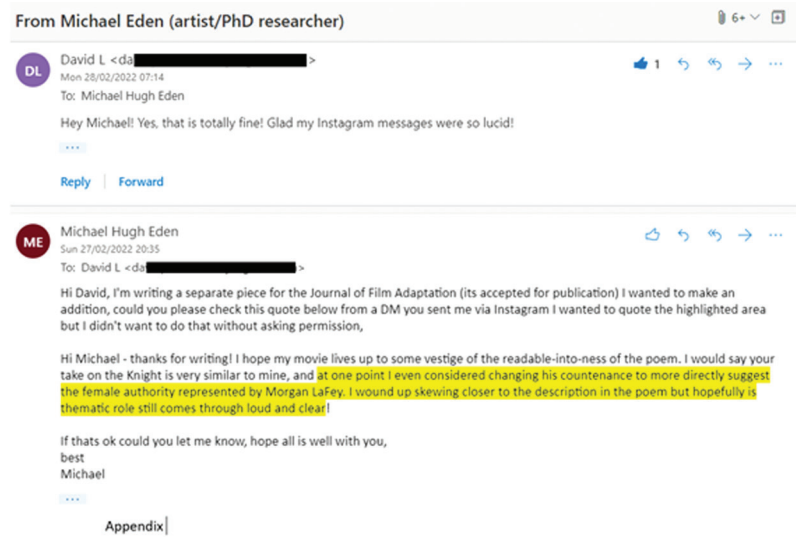 From Michael Eden (artist/PhD researcher)
6+
DL
David L <da >
Mon 28/02/2022 07:14
1
To: Michael Hugh Eden
Hey Michael! Yes, that is totally fine! Glad my Instagram messages were so lucid!
...
Reply | Forward
ME
Michael Hugh Eden
Sun 27/02/2022 20:35
To: David L <da >
Hi David, I'm writing a separate piece for the Journal of Film Adaptation (its accepted for publication) I wanted to make an
addition, could you please check this quote below from a DM you sent me via Instagram I wanted to quote the highlighted area
but I didn't want to do that without asking permission,
Hi Michael - thanks for writing! I hope my movie lives up to some vestige of the readable-into-ness of the poem. I would say your
take on the Knight is very similar to mine, and at one point I even considered changing his countenance to more directly suggest
the female authority represented by Morgan LaFey. I wound up skewing closer to the description in the poem but hopefully is
thematic role still comes through loud and clear!
If thats ok could you let me know, hope all is well with you,
best
Michael
...
Appendix